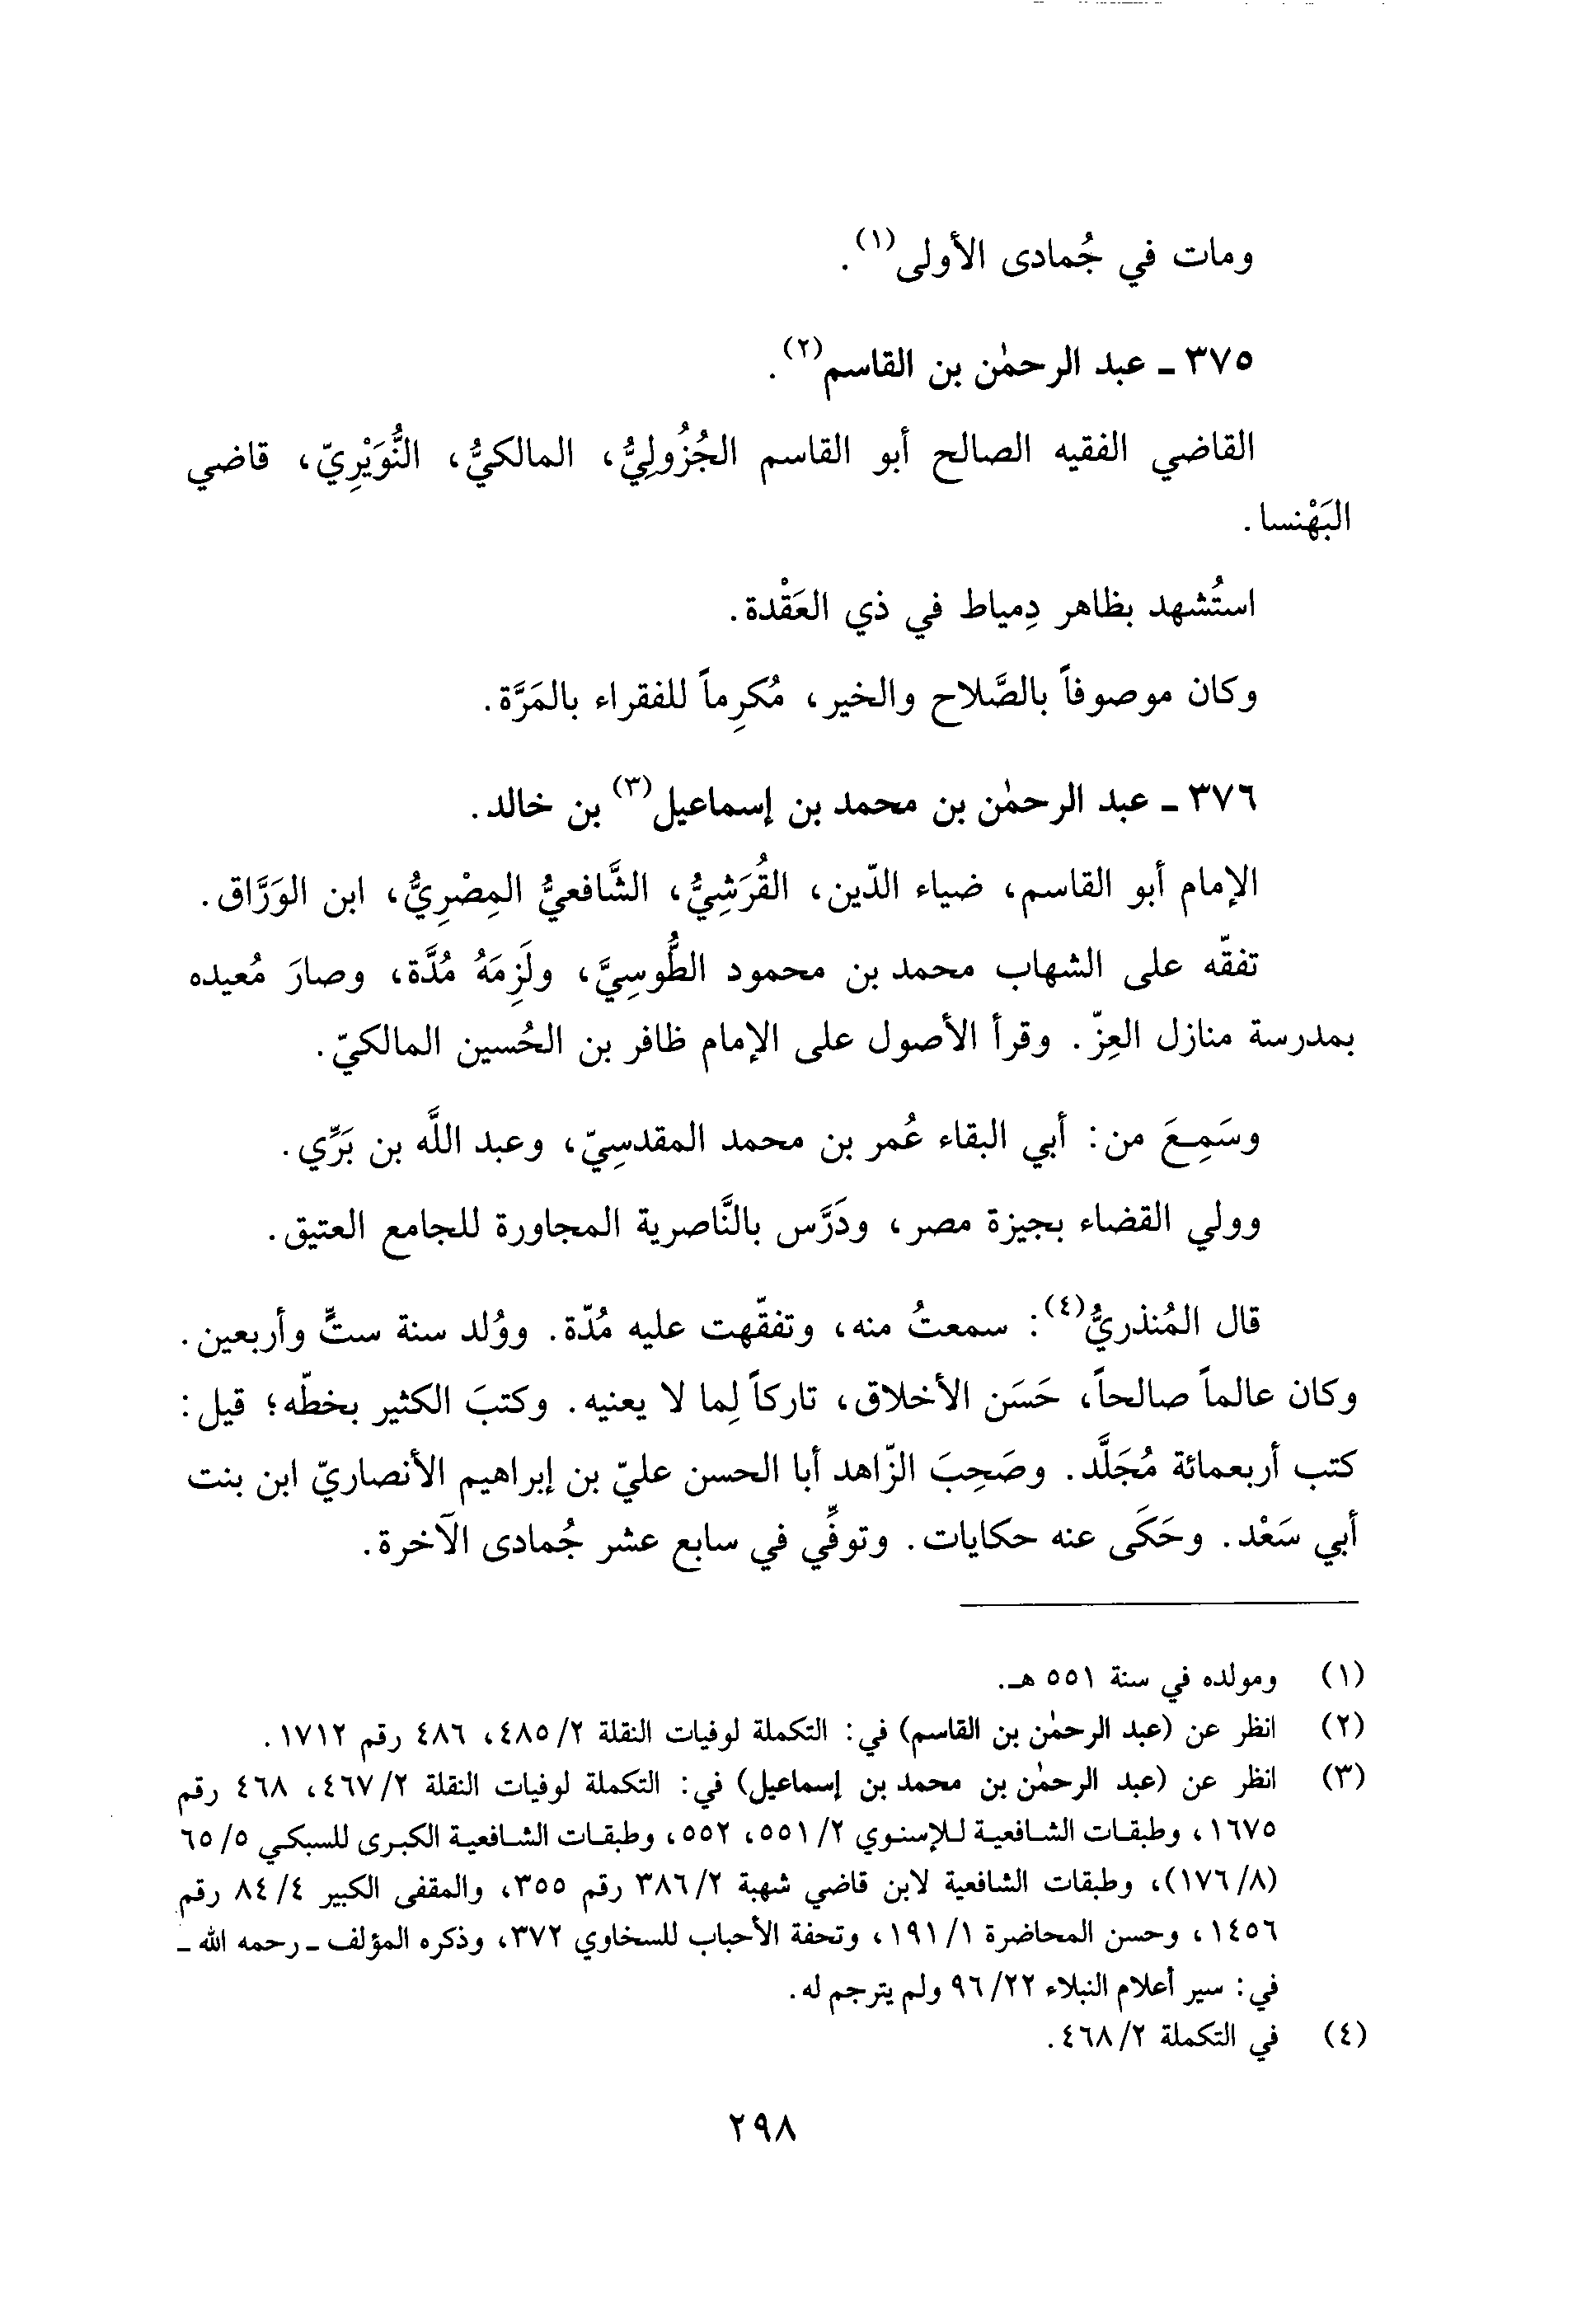 ومات في جُمادى الأولى(١).
٣٧٥ ـ عبد الرحمٰن بن القاسم(٢).
القاضي الفقيه الصالح أبو القاسم الجُزُولِيُّ، المالكيُّ، النُّوَيْرِيّ، قاضي
البَهْنسا.
استُشهد بظاهر دِمياط في ذي العَقْدة.
وكان موصوفاً بالصَّلاح والخير، مُكرِماً للفقراء بالمَرَّة.
٣٧٦ ـ عبد الرحمٰن بن محمد بن إسماعيل(٣) بن خالد.
الإمام أبو القاسم، ضياء الدّين، القُرَشِيُّ، الشَّافعيُّ المِصْرِيُّ، ابن الوَرَّاق.
تفقّه على الشهاب محمد بن محمود الطُّوسِيَّ، ولَزِمَهُ مُدَّة، وصارَ مُعيده
بمدرسة منازل العِزّ. وقرأ الأصول على الإمام ظافر بن الحُسين المالكيّ.
وسَمِعَ من: أبي البقاء عُمر بن محمد المقدسِيّ، وعبد اللَّه بن بَرِّي.
وولي القضاء بجيزة مصر، ودَرَّس بالنَّاصرية المجاورة للجامع العتيق.
قال المُنذريُّ(٤): سمعتُ منه، وتفقّهت عليه مُدّة. ووُلد سنة ستٍّ وأربعين.
وكان عالماً صالحاً، حَسَن الأخلاق، تاركاً لِما لا يعنيه. وكتبَ الكثير بخطّه؛ قيل:
كتب أربعمائة مُجَلَّد. وصَحِبَ الزّاهد أبا الحسن عليّ بن إبراهيم الأنصاريّ ابن بنت
أبي سَعْد. وحَكَى عنه حكايات. وتوفِّي في سابع عشر جُمادى الآخرة.
(١) ومولده في سنة ٥٥١ هـ.
(٢) انظر عن (عبد الرحمٰن بن القاسم) في: التكملة لوفيات النقلة ٢/٤٨٥، ٤٨٦ رقم ١٧١٢.
(٣) انظر عن (عبد الرحمٰن بن محمد بن إسماعيل) في: التكملة لوفيات النقلة ٢/٤٦٧، ٤٦٨ رقم
١٦٧٥، وطبقات الشافعية للإسنوي ٢/٥٥١، ٥٥٢، وطبقات الشافعية الكبرى للسبكي ٥/٦٥
(٨/١٧٦)، وطبقات الشافعية لابن قاضي شهبة ٢/٣٨٦ رقم ٣٥٥، والمقفى الكبير ٤/٨٤ رقم
١٤٥٦، وحسن المحاضرة ١/١٩١، وتحفة الأحباب للسخاوي ٣٧٢، وذكره المؤلف ـ رحمه الله ـ
في: سير أعلام النبلاء ٢٢/٩٦ ولم يترجم له.
(٤) في التكملة ٢/٤٦٨.
٢٩٨